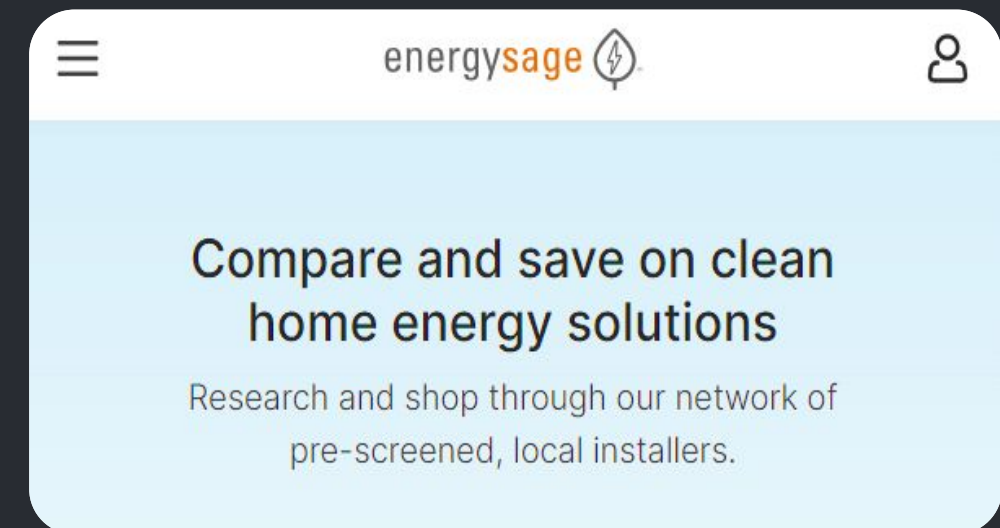 energysage
Compare and save on clean
home energy solutions
Research and shop through our network of
pre-screened, local installers.